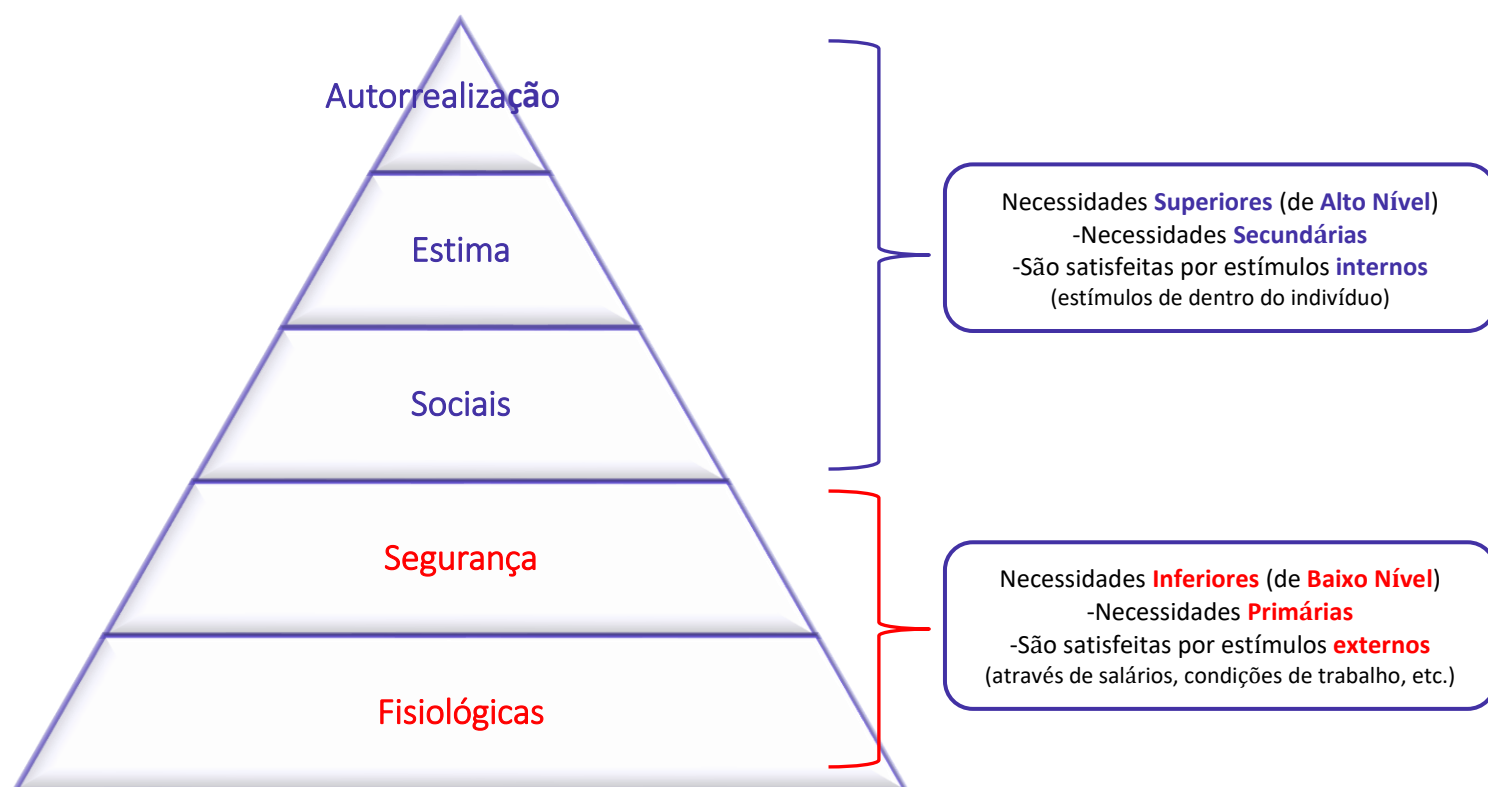 Autorrealização
Estima
Sociais
Segurança
Fisiológicas
Necessidades Superiores (de Alto Nível)
-Necessidades Secundárias
-São satisfeitas por estímulos internos
(estímulos de dentro do indivíduo)
Necessidades Inferiores (de Baixo Nível)
-Necessidades Primárias
-São satisfeitas por estímulos externos
(através de salários, condições de trabalho, etc.)